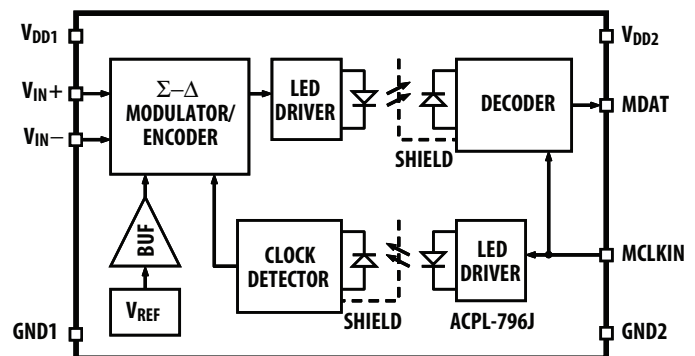 VDD1
VDD2
VIN+
VIN−
Σ−Δ
MODULATOR/
ENCODER
LED
DRIVER
SHIELD
DECODER
MDAT
BUF
VREF
CLOCK
DETECTOR
SHIELD
LED
DRIVER
MCLKIN
ACPL-796J
GND1
GND2